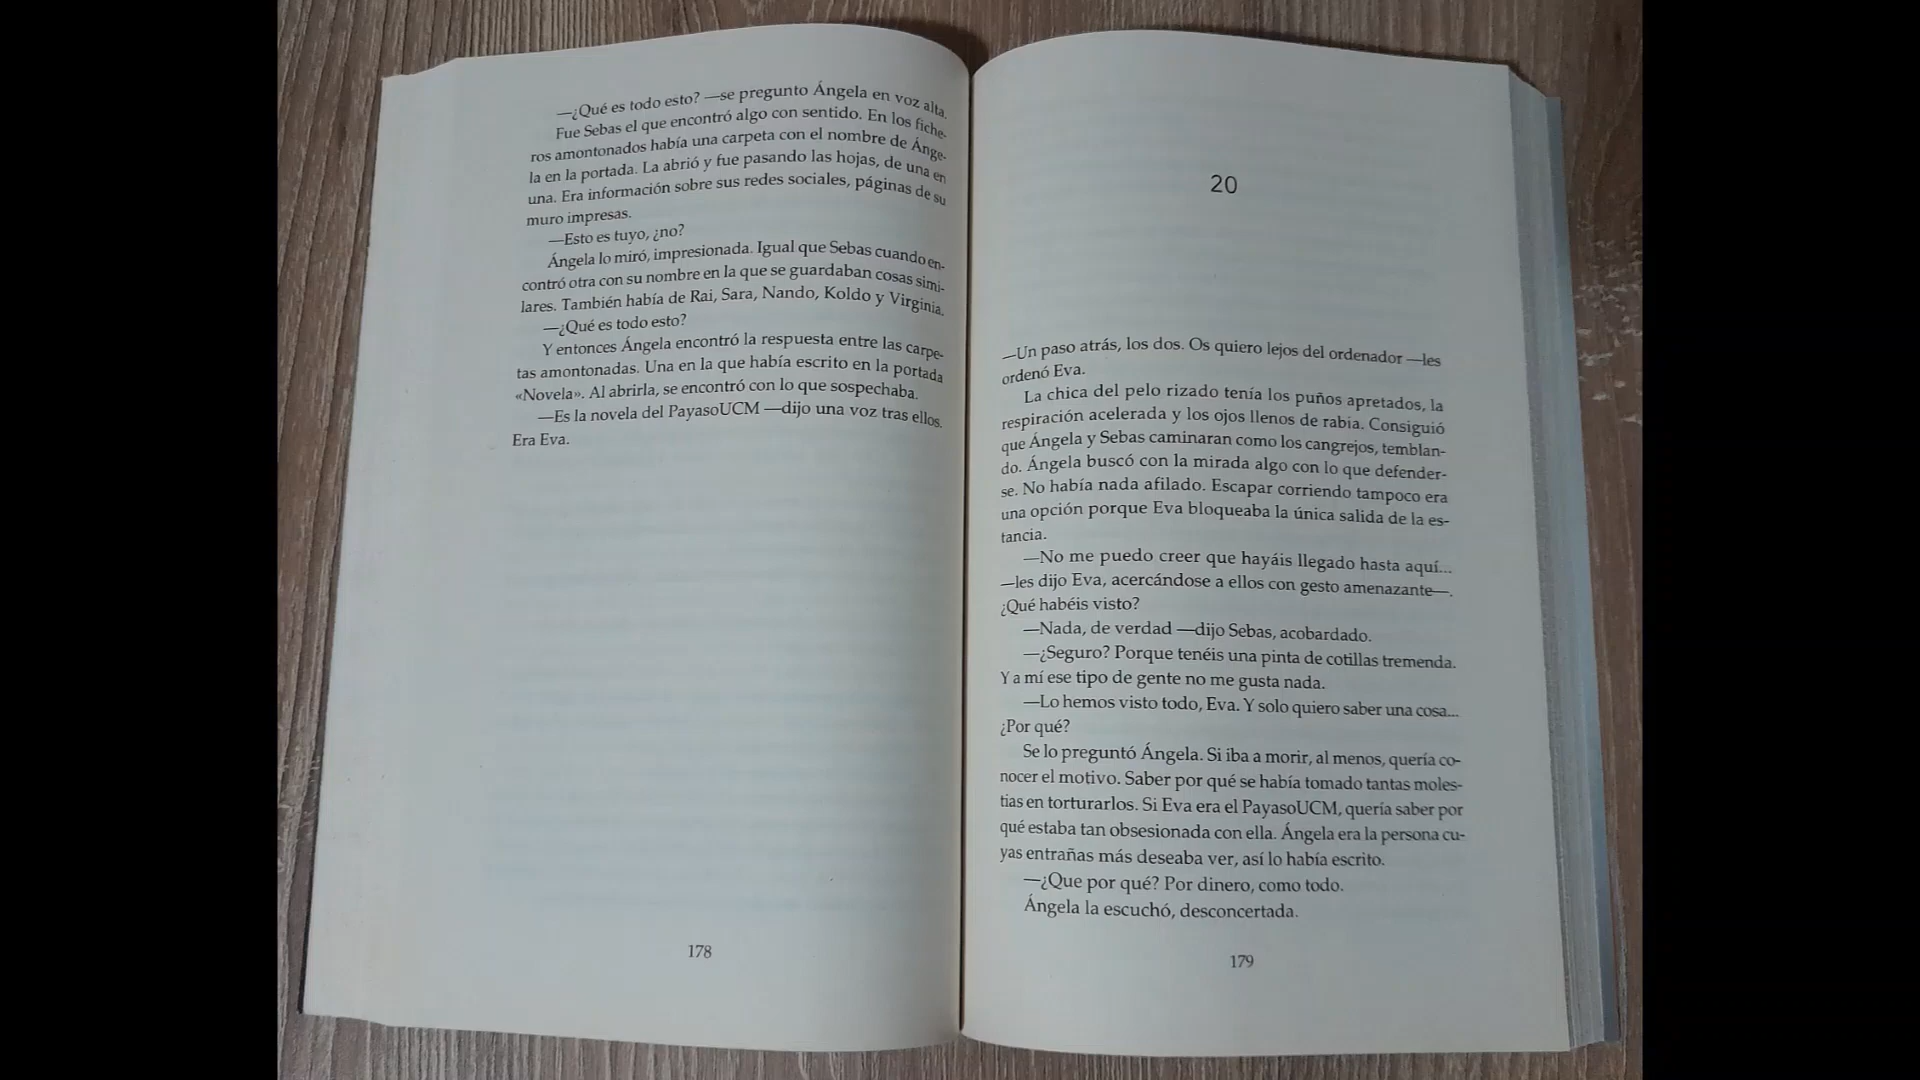 —¿Qué es todo esto? —se pregunto Ángela en voz alta.
Fue Sebas el que encontró algo con sentido. En los fiche-
ros amontonados había una carpeta con el nombre de Ánge-
la en la portada. La abrió y fue pasando las hojas, de una en
una. Era información sobre sus redes sociales, páginas de su
muro impresas.
—Esto es tuyo, ¿no?
Ángela lo miró, impresionada. Igual que Sebas cuando en-
contró otra con su nombre en la que se guardaban cosas simi-
lares. También había de Rai, Sara, Nando, Koldo y Virginia.
—¿Qué es todo esto?
Y entonces Ángela encontró la respuesta entre las carpe-
tas amontonadas. Una en la que había escrito en la portada
«Novela». Al abrirla, se encontró con lo que sospechaba.
—Es la novela del PayasoUCM —dijo una voz tras ellos.
Era Eva.
178
20
—Un paso atrás, los dos. Os quiero lejos del ordenador —les
ordenó Eva.
La chica del pelo rizado tenía los puños apretados, la
respiración acelerada y los ojos llenos de rabia. Consiguió
que Ángela y Sebas caminaran como los cangrejos, temblan-
do. Ángela buscó con la mirada algo con lo que defender-
se. No había nada afilado. Escapar corriendo tampoco era
una opción porque Eva bloqueaba la única salida de la es-
tancia.
—No me puedo creer que hayáis llegado hasta aquí...
—les dijo Eva, acercándose a ellos con gesto amenazante—.
¿Qué habéis visto?
—Nada, de verdad —dijo Sebas, acobardado.
—¿Seguro? Porque tenéis una pinta de cotillas tremenda.
Y a mí ese tipo de gente no me gusta nada.
—Lo hemos visto todo, Eva. Y solo quiero saber una cosa...
¿Por qué?
Se lo preguntó Ángela. Si iba a morir, al menos, quería co-
nocer el motivo. Saber por qué se había tomado tantas moles-
tias en torturarlos. Si Eva era el PayasoUCM, quería saber por
qué estaba tan obsesionada con ella. Ángela era la persona cu-
yas entrañas más deseaba ver, así lo había escrito.
—¿Que por qué? Por dinero, como todo.
Ángela la escuchó, desconcertada.
179